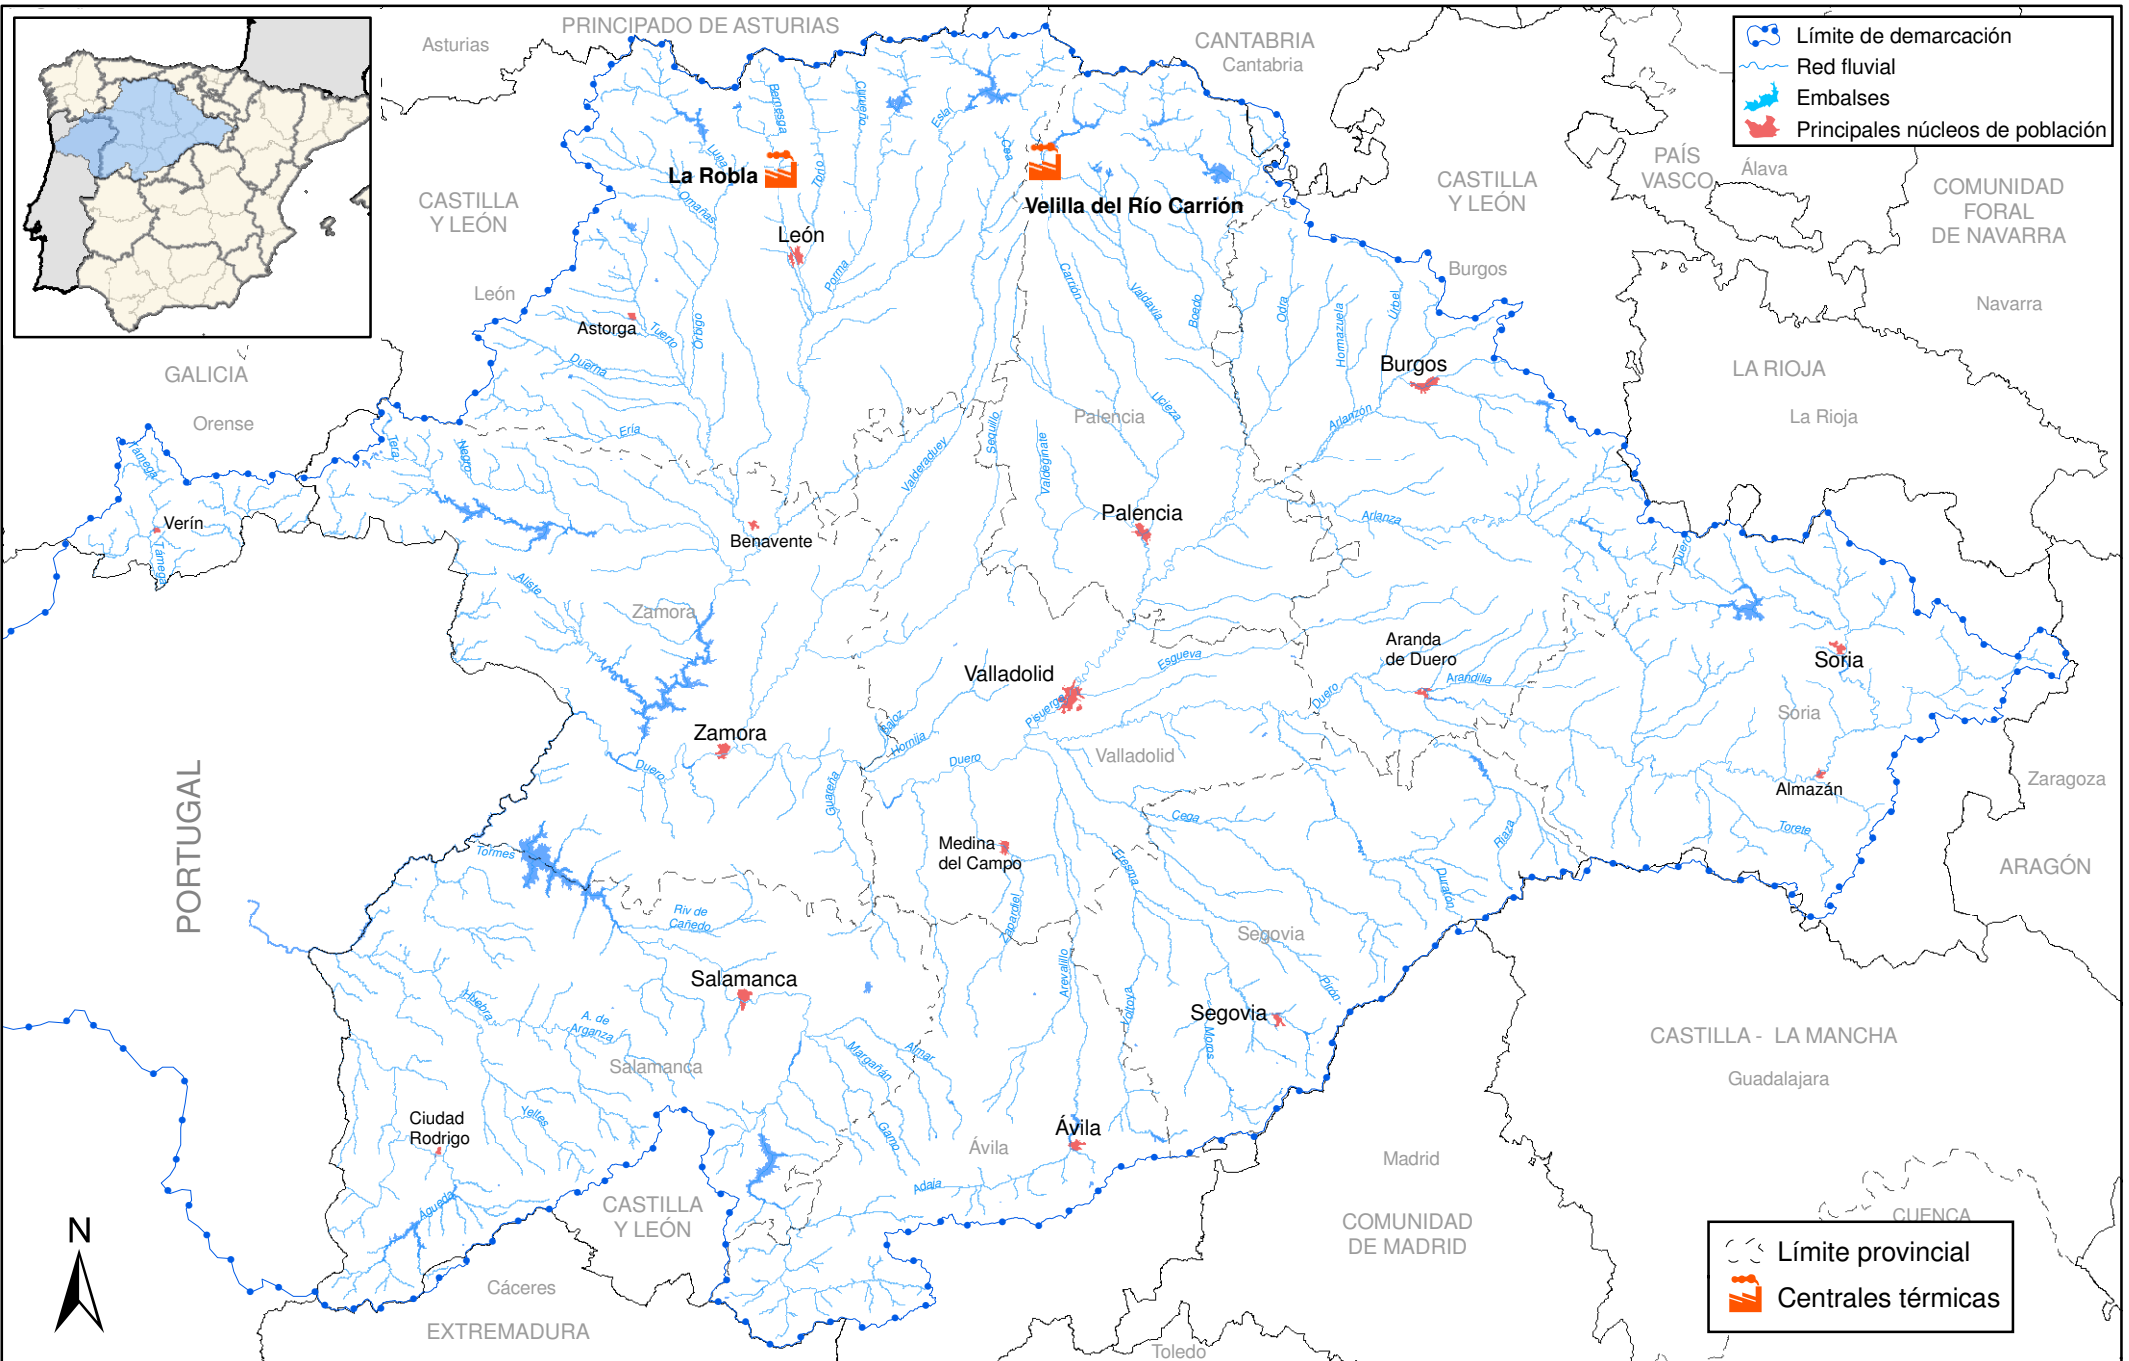 PRINCIPADO DE ASTURIAS
Asturias
CANTABRIA
Cantabria
Límite de demarcación
Red fluvial
Embalses
Principales núcleos de población
PAÍS
VASCO
Álava
CASTILLA
Y LEÓN
COMUNIDAD
FORAL
DE NAVARRA
Navarra
Burgos
CASTILLA
Y LEÓN
León
Bernesga
Curueño
Esla
Cea
Luna
Torío
La Robla
Velilla del Río Carrión
Omañas
León
Porma
Carrión
Valdavia
Boedo
Odra
Hormazuela
Úrbel
Astorga
Tuerto
Órbigo
Duerna
Burgos
GALICIA
Orense
LA RIOJA
La Rioja
Palencia
Ucieza
Arlanzón
Sequillo
Valdeginate
Valderaduey
Eria
Tera
Negro
Támega
Verín
Támega
Benavente
Palencia
Arlanza
Duero
Aliste
Zamora
Aranda
de Duero
Arandilla
Soria
Soria
Valladolid
Esgueva
Pisuerga
Duero
Zamora
Bajoz
Hornija
Duero
Duero
Valladolid
Guareña
Almazán
Zaragoza
PORTUGAL
Medina
del Campo
Cega
Eresma
Riaza
Torete
Duratón
ARAGÓN
Tormes
Riv de
Cañedo
Zapardiel
Segovia
Arevalillo
Voltoya
Pirón
Moros
Salamanca
Segovia
Huebra
A. de
Arganza
Salamanca
Margañán
Almar
CASTILLA - LA MANCHA
Guadalajara
Yelles
Gamo
Ciudad
Rodrigo
Ávila
Ávila
Adaja
Águeda
CASTILLA
Y LEÓN
Madrid
COMUNIDAD
DE MADRID
CUENCA
N
Límite provincial
Centrales térmicas
Cáceres
EXTREMADURA
Toledo